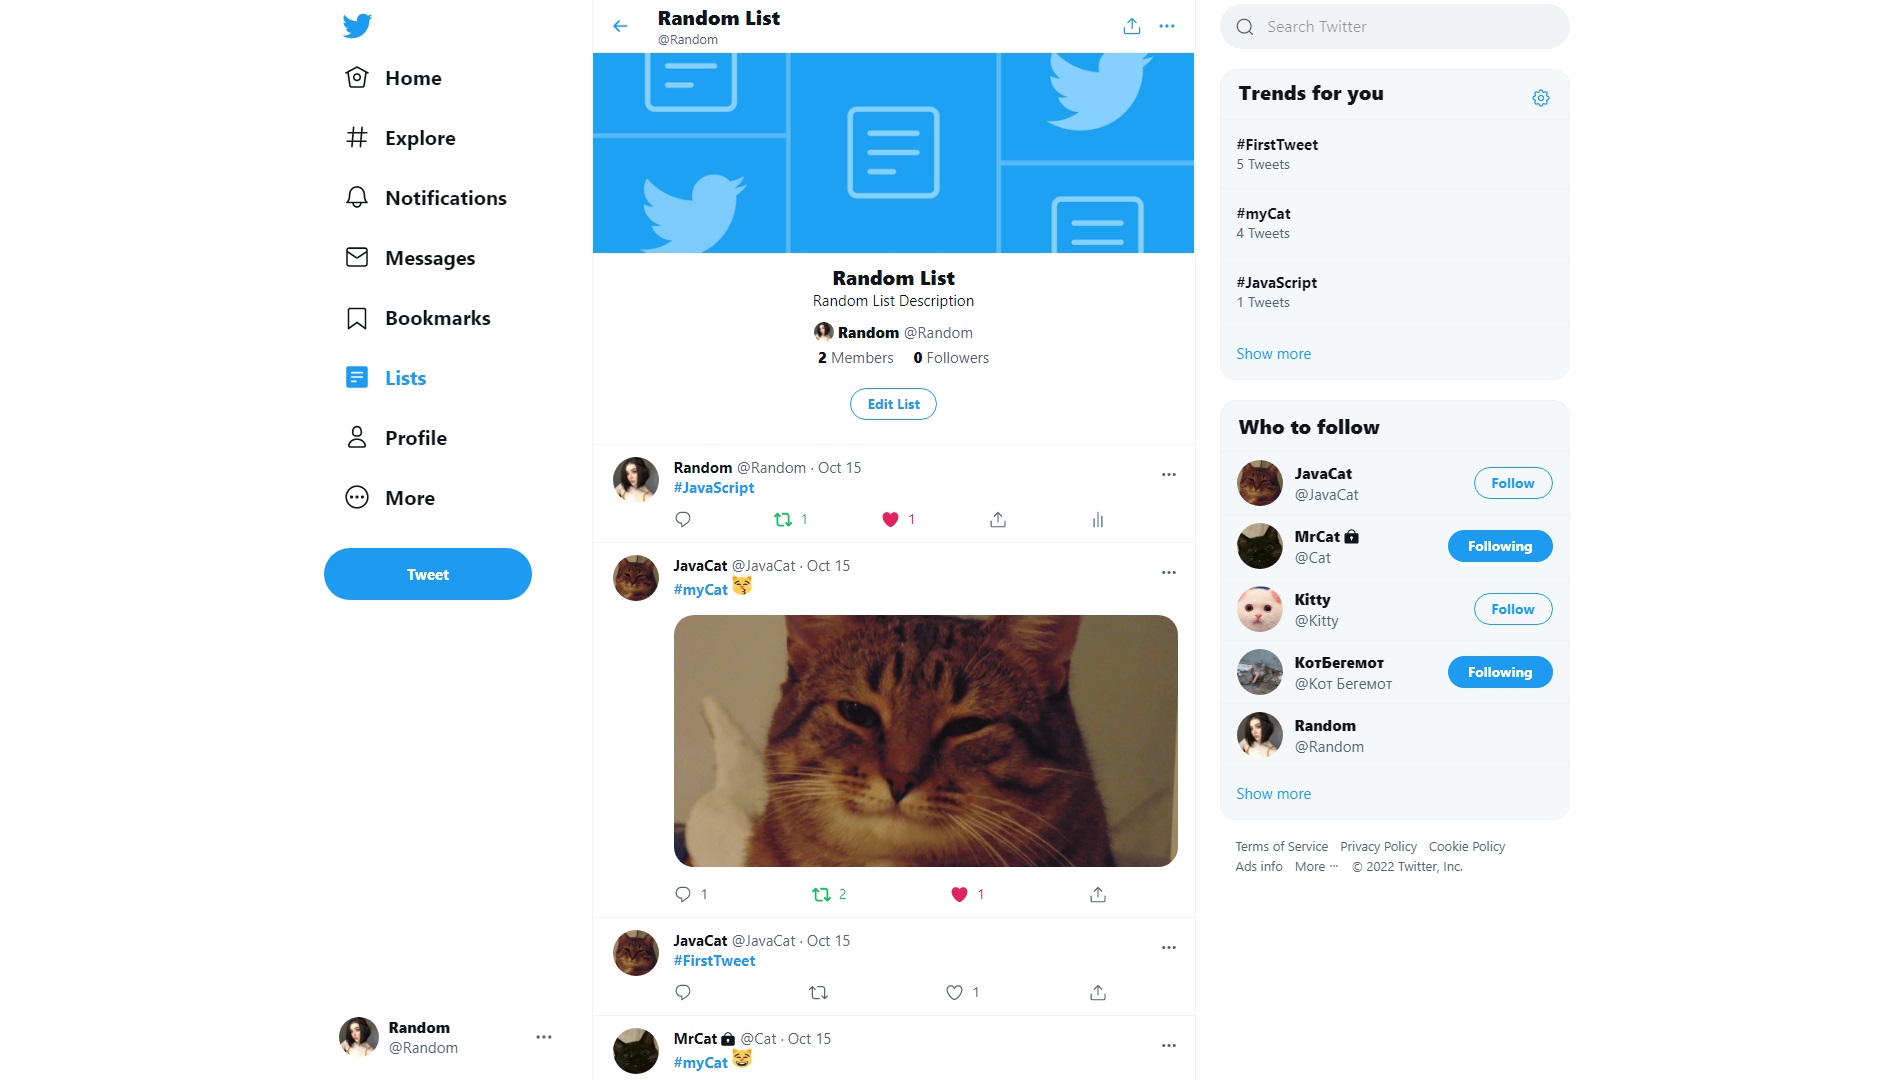 Home
Explore
Notifications
Messages
Bookmarks
Lists
Profile
More
Tweet
Random
@Random
Random List
@Random
Random List
Random List Description
Random @Random
2 Members 0 Followers
Edit List
Random @Random · Oct 15
#JavaScript
1 1
JavaCat @JavaCat · Oct 15
#myCat
1 2 1
JavaCat @JavaCat · Oct 15
#FirstTweet
1
MrCat @Cat · Oct 15
#myCat
Search Twitter
Trends for you
#FirstTweet
5 Tweets
#myCat
4 Tweets
#JavaScript
1 Tweets
Show more
Who to follow
JavaCat
@JavaCat
Follow
MrCat
@Cat
Following
Kitty
@Kitty
Follow
КотБегемот
@Кот Бегемот
Following
Random
@Random
Show more
Terms of Service Privacy Policy Cookie Policy
Ads info More ··· © 2022 Twitter, Inc.